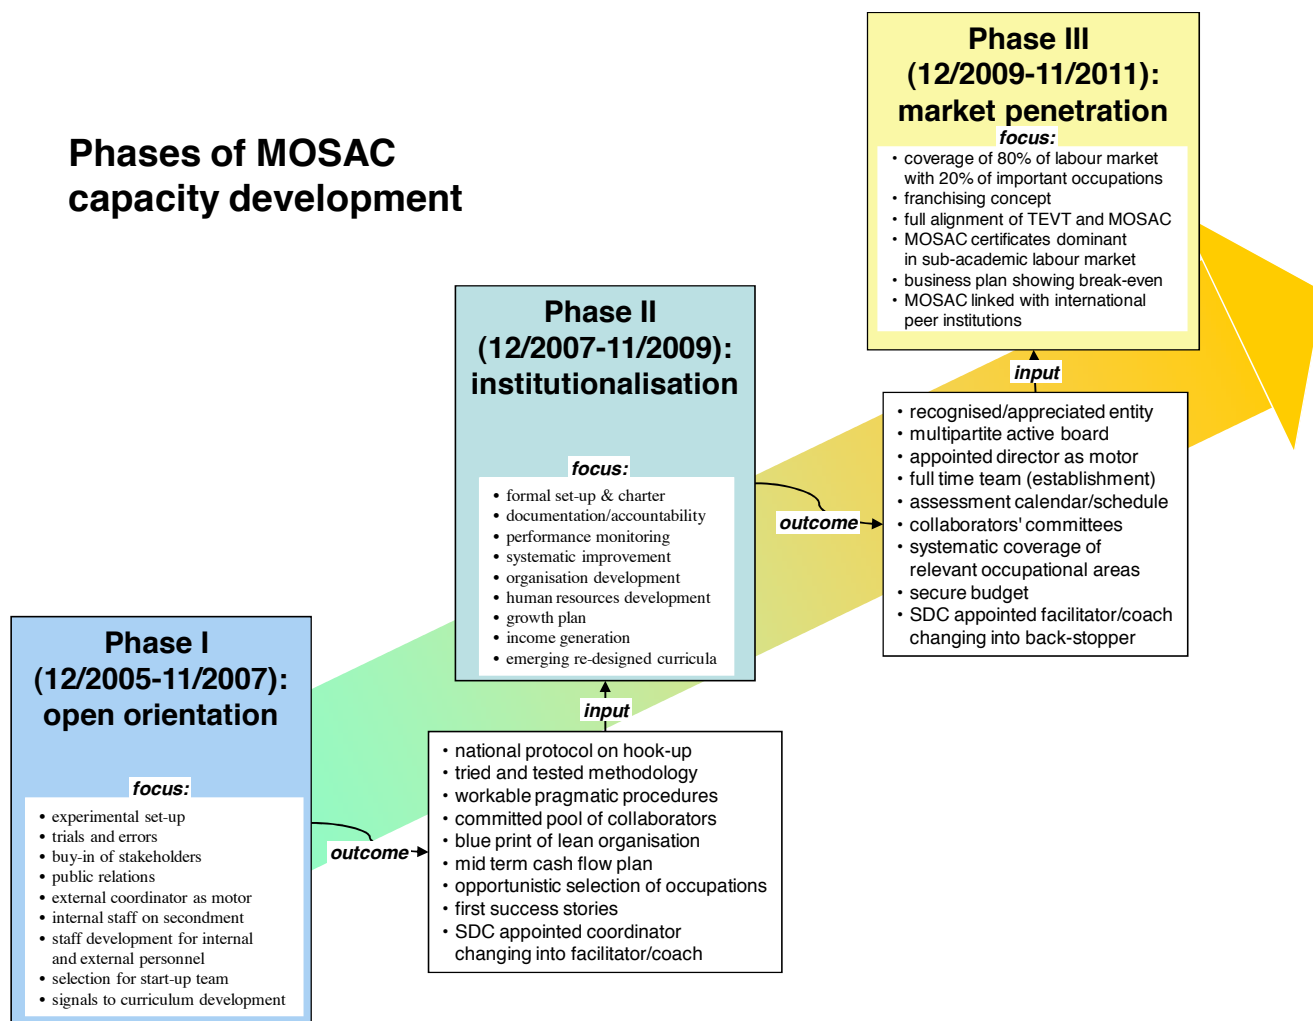 Phases of MOSAC
capacity development
Phase I
(12/2005-11/2007):
open orientation
focus:
• experimental set-up
• trials and errors
• buy-in of stakeholders
• public relations
• external coordinator as motor
• internal staff on secondment
• staff development for internal
and external personnel
• selection for start-up team
• signals to curriculum development
outcome
• national protocol on hook-up
• tried and tested methodology
• workable pragmatic procedures
• committed pool of collaborators
• blue print of lean organisation
• mid term cash flow plan
• opportunistic selection of occupations
• first success stories
• SDC appointed coordinator
changing into facilitator/coach
input
Phase II
(12/2007-11/2009):
institutionalisation
focus:
• formal set-up & charter
• documentation/accountability
• performance monitoring
• systematic improvement
• organisation development
• human resources development
• growth plan
• income generation
• emerging re-designed curricula
outcome
• recognised/appreciated entity
• multipartite active board
• appointed director as motor
• full time team (establishment)
• assessment calendar/schedule
• collaborators' committees
• systematic coverage of
relevant occupational areas
• secure budget
• SDC appointed facilitator/coach
changing into back-stopper
input
Phase III
(12/2009-11/2011):
market penetration
focus:
• coverage of 80% of labour market
with 20% of important occupations
• franchising concept
• full alignment of TEVT and MOSAC
• MOSAC certificates dominant
in sub-academic labour market
• business plan showing break-even
• MOSAC linked with international
peer institutions